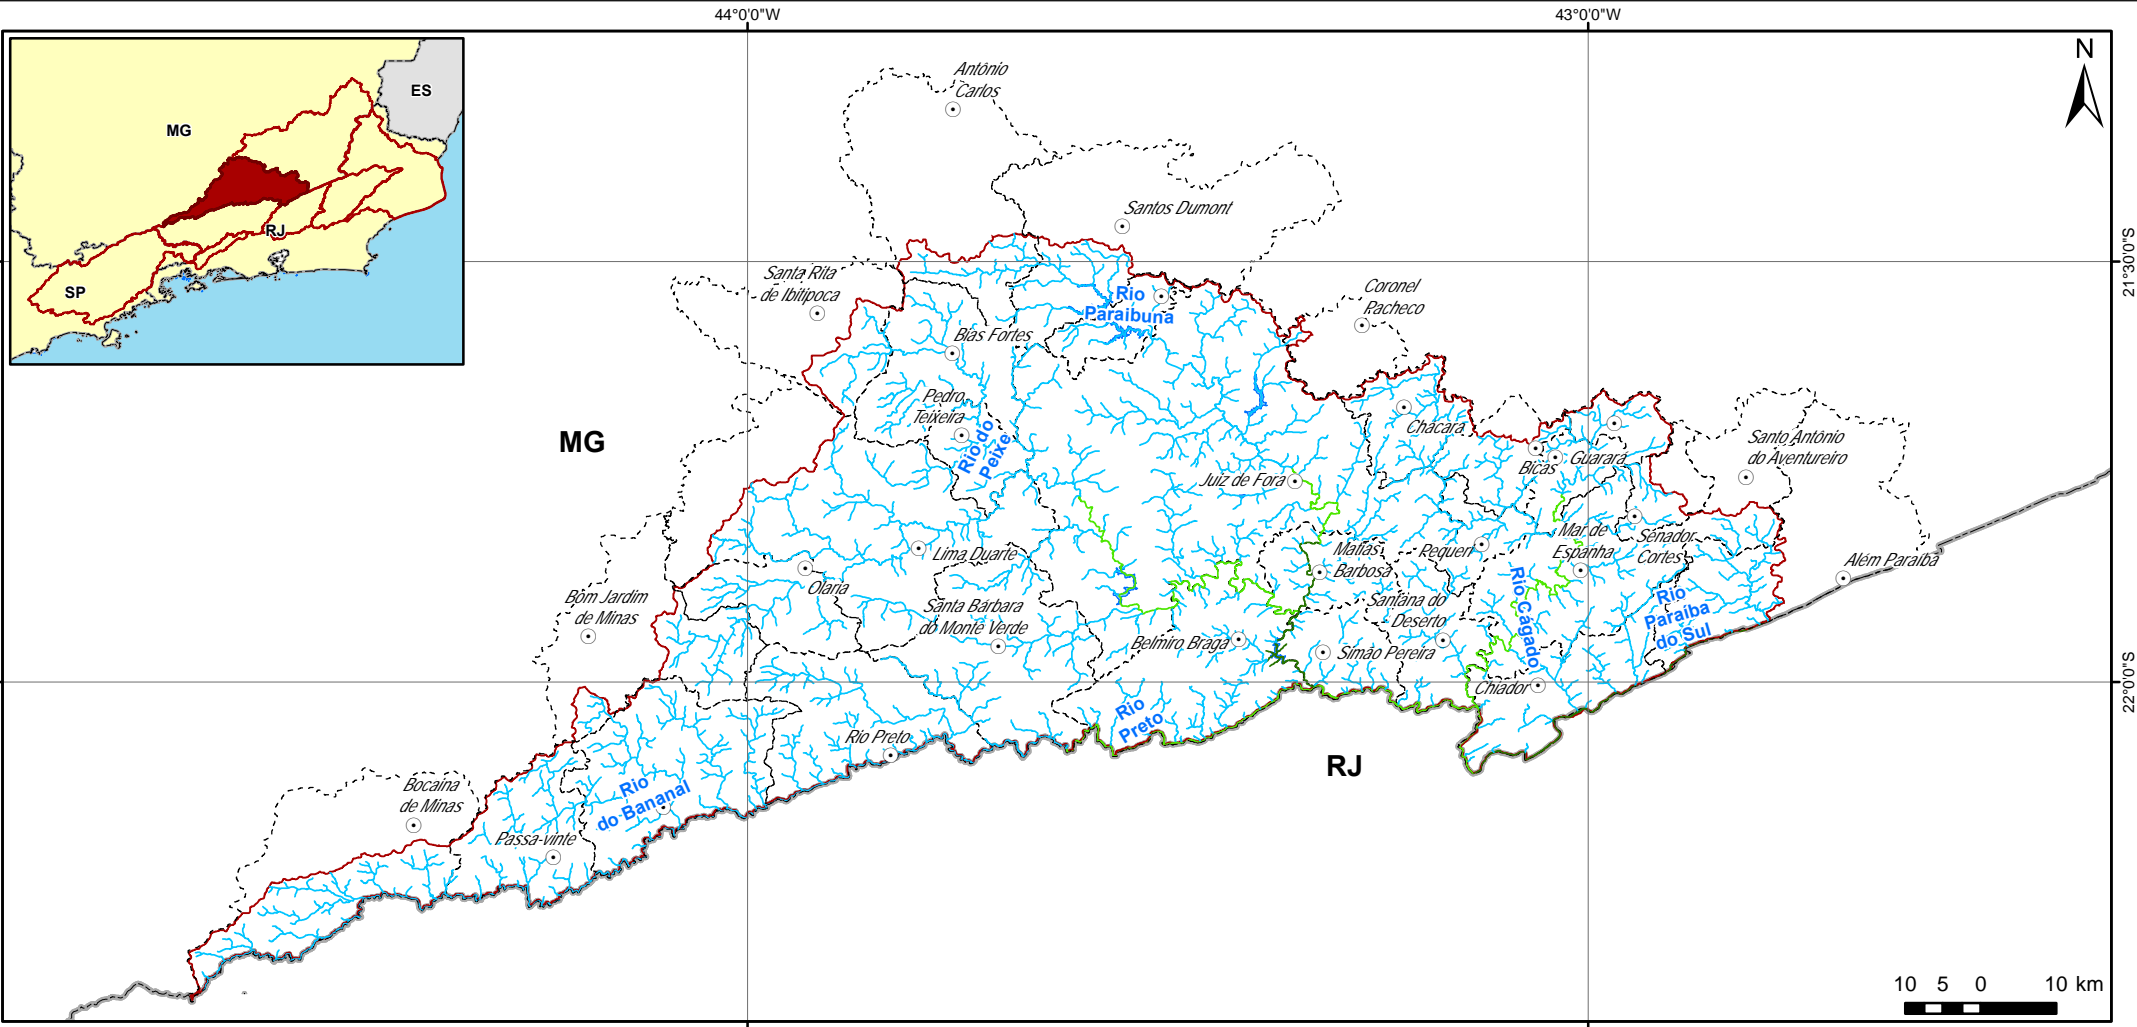 44°0'0"W
43°0'0"W
N
ES
MG
RJ
SP
21°30'0"S
22°0'0"S
Antônio
Carlos
Santos Dumont
Santa Rita
de Ibitipoca
Coronel
Pacheco
Rio
Paraibuna
Bias Fortes
Pedro
Teixeira
Rio do
Peixe
MG
Chácara
Bicas
Guarará
Santo Antônio
do Aventureiro
Juiz de Fora
Lima Duarte
Olaria
Matias
Barbosa
Pequeri
Mar de
Espanha
Senador
Cortes
Além Paraíba
Bom Jardim
de Minas
Santa Bárbara
do Monte Verde
Santana do
Deserto
Rio Cágado
Rio
Paraíba
do Sul
Belmiro Braga
Simão Pereira
Chiador
Rio
Preto
Rio Preto
RJ
Bocaina
de Minas
Rio
do Bananal
Passa-vinte
10 5 0 10 km